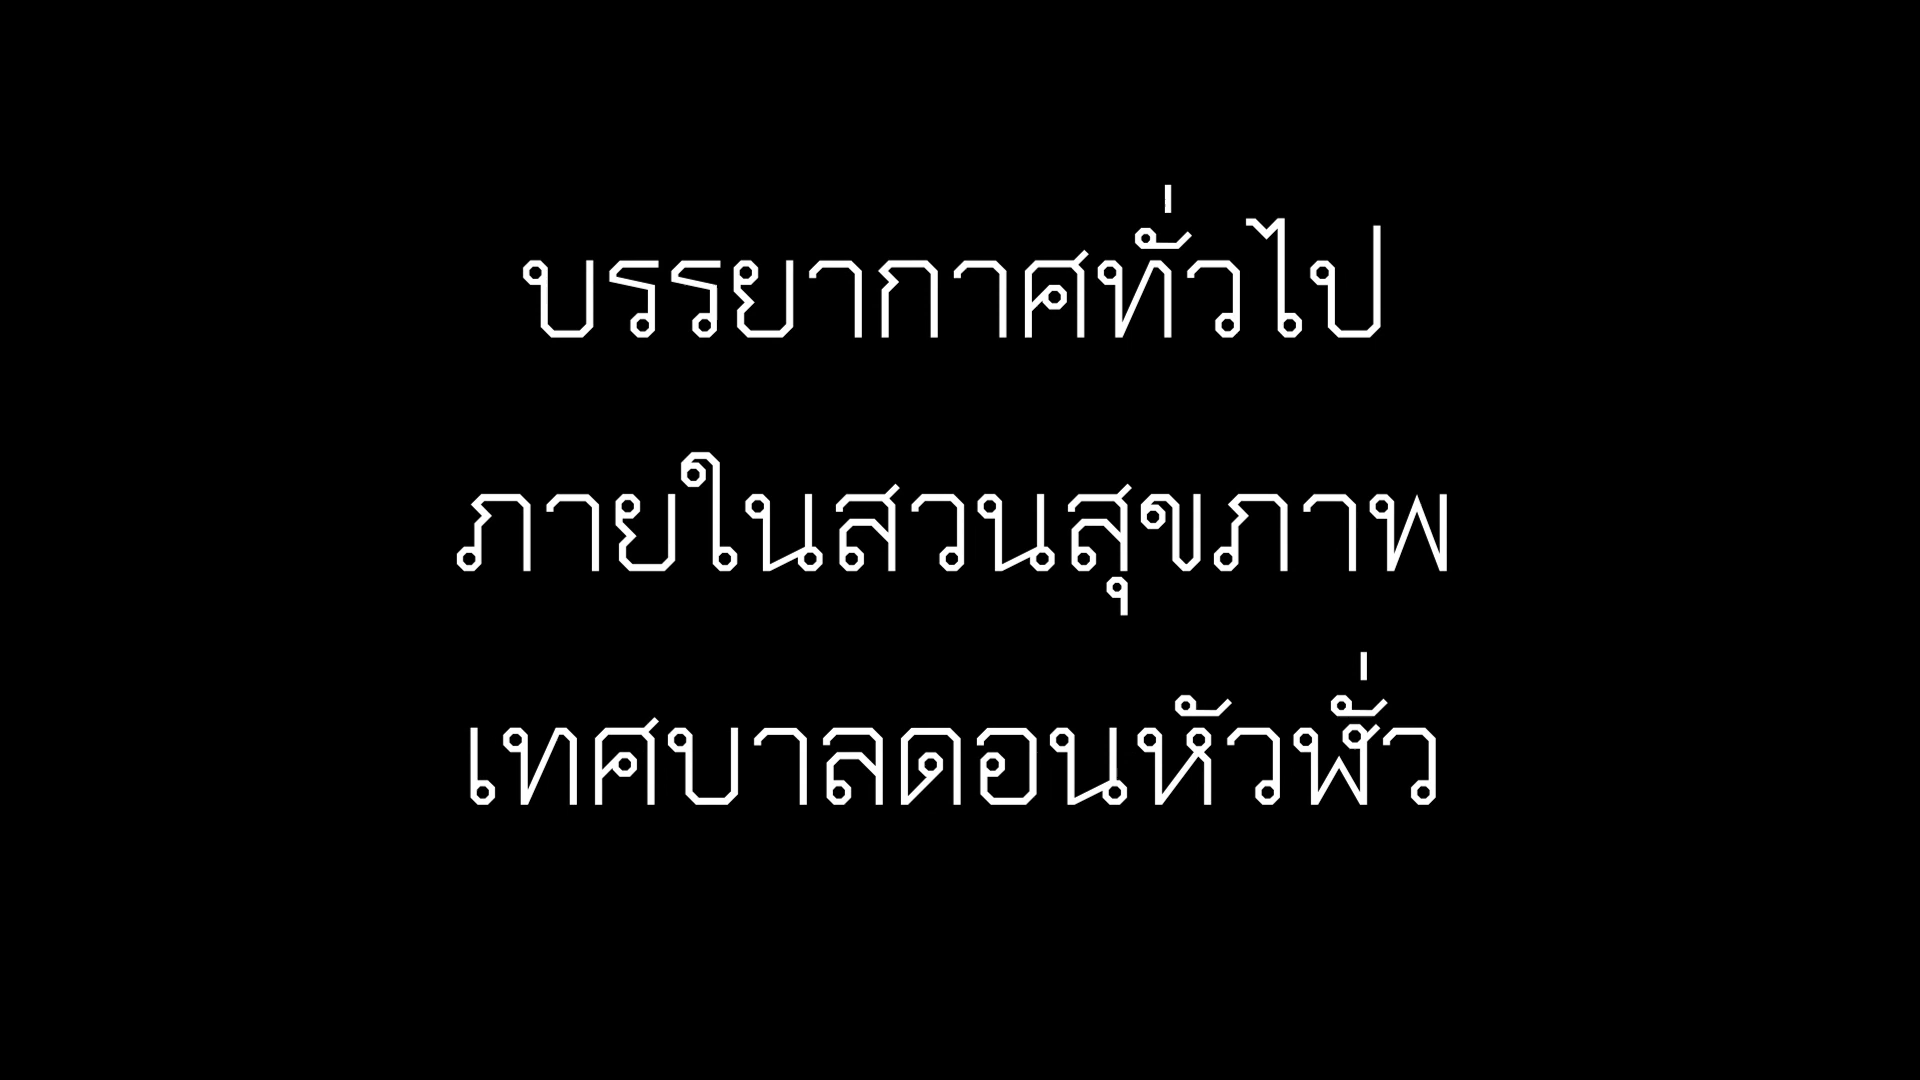 บรรยากาศทั่วไป
ภายในสวนสุขภาพ
เทศบาลดอนหัวฬั่ว